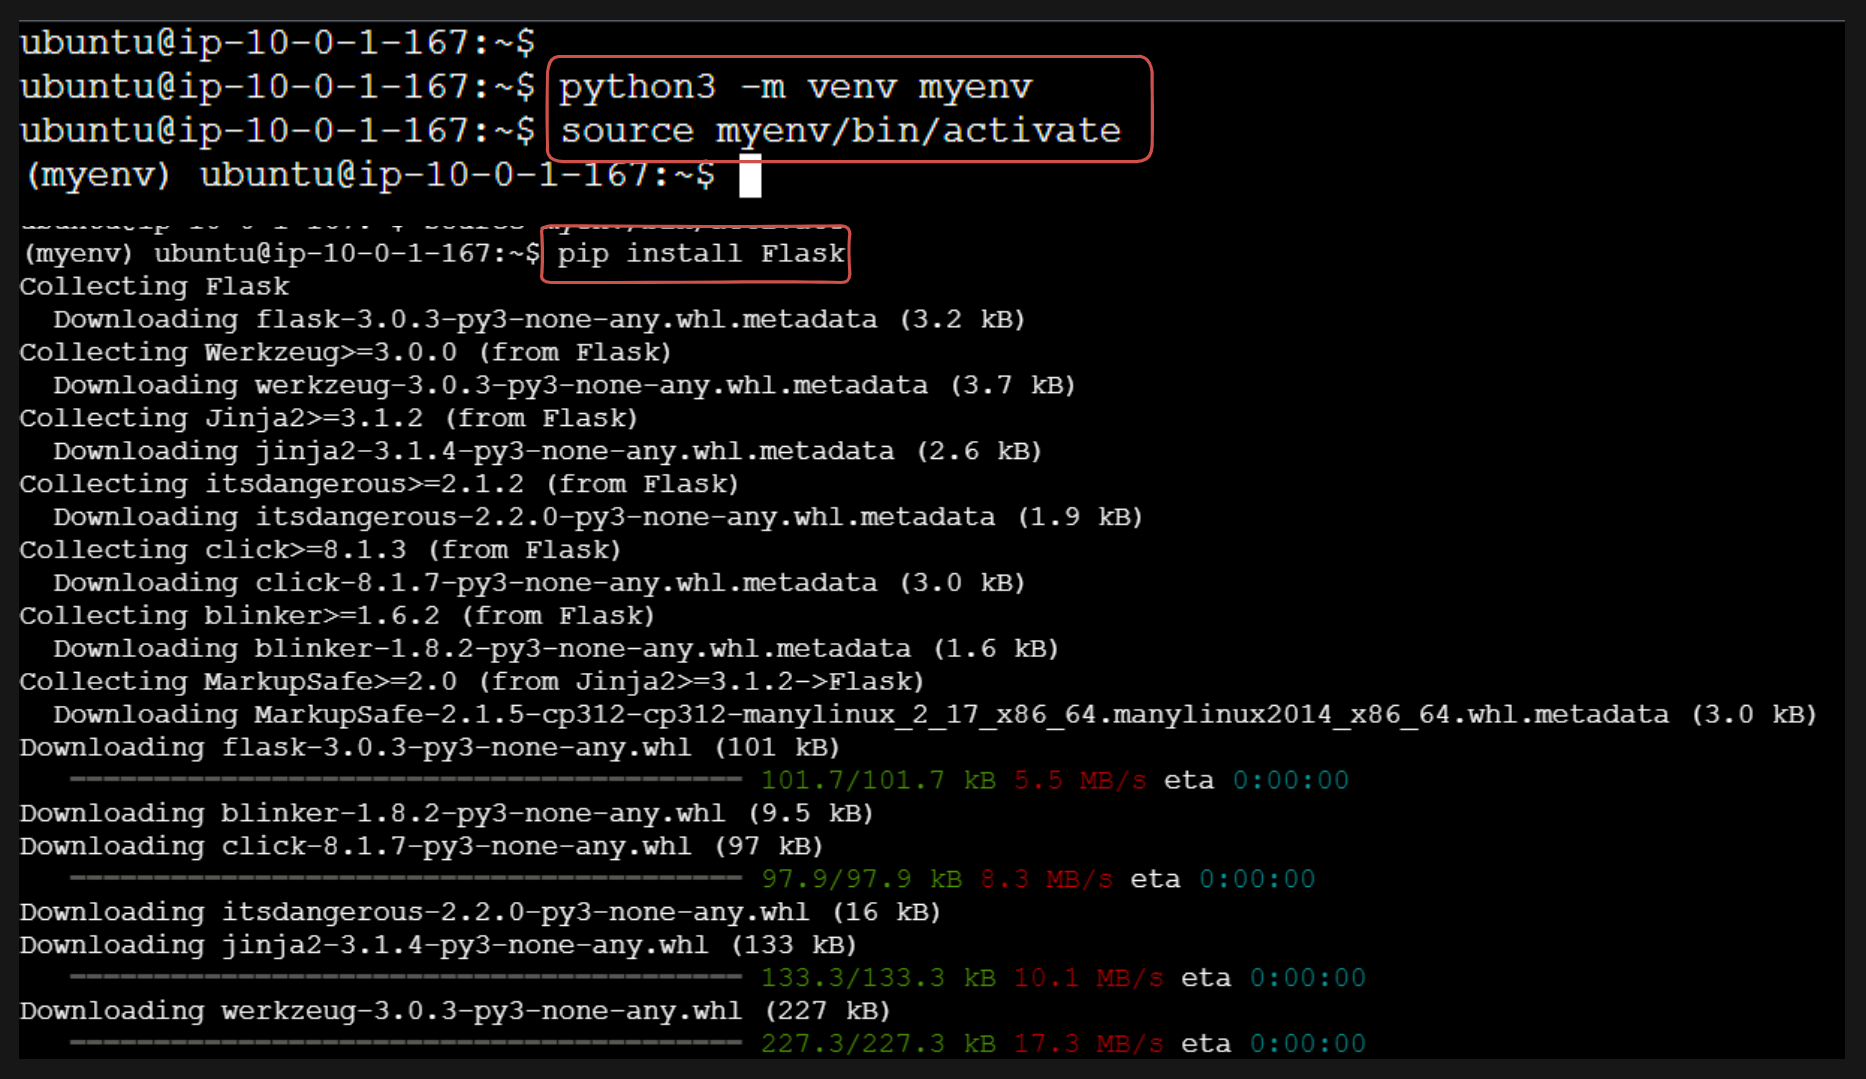 ubuntu@ip-10-0-1-167:~$
ubuntu@ip-10-0-1-167:~$ python3 -m venv myenv
ubuntu@ip-10-0-1-167:~$ source myenv/bin/activate
(myenv) ubuntu@ip-10-0-1-167:~$
(myenv) ubuntu@ip-10-0-1-167:~$ pip install Flask
Collecting Flask
  Downloading flask-3.0.3-py3-none-any.whl.metadata (3.2 kB)
Collecting Werkzeug>=3.0.0 (from Flask)
  Downloading werkzeug-3.0.3-py3-none-any.whl.metadata (3.7 kB)
Collecting Jinja2>=3.1.2 (from Flask)
  Downloading jinja2-3.1.4-py3-none-any.whl.metadata (2.6 kB)
Collecting itsdangerous>=2.1.2 (from Flask)
  Downloading itsdangerous-2.2.0-py3-none-any.whl.metadata (1.9 kB)
Collecting click>=8.1.3 (from Flask)
  Downloading click-8.1.7-py3-none-any.whl.metadata (3.0 kB)
Collecting blinker>=1.6.2 (from Flask)
  Downloading blinker-1.8.2-py3-none-any.whl.metadata (1.6 kB)
Collecting MarkupSafe>=2.0 (from Jinja2>=3.1.2->Flask)
  Downloading MarkupSafe-2.1.5-cp312-cp312-manylinux_2_17_x86_64.manylinux2014_x86_64.whl.metadata (3.0 kB)
Downloading flask-3.0.3-py3-none-any.whl (101 kB)
101.7/101.7 kB 5.5 MB/s eta 0:00:00
Downloading blinker-1.8.2-py3-none-any.whl (9.5 kB)
Downloading click-8.1.7-py3-none-any.whl (97 kB)
97.9/97.9 kB 8.3 MB/s eta 0:00:00
Downloading itsdangerous-2.2.0-py3-none-any.whl (16 kB)
Downloading jinja2-3.1.4-py3-none-any.whl (133 kB)
133.3/133.3 kB 10.1 MB/s eta 0:00:00
Downloading werkzeug-3.0.3-py3-none-any.whl (227 kB)
227.3/227.3 kB 17.3 MB/s eta 0:00:00